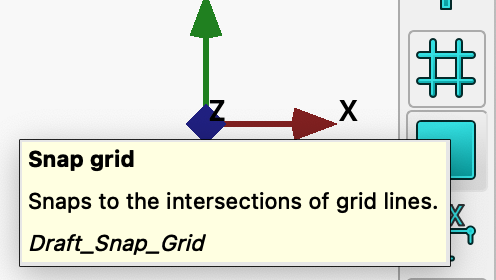 Z
X
Snap grid
Snaps to the intersections of grid lines.
Draft_Snap_Grid
X